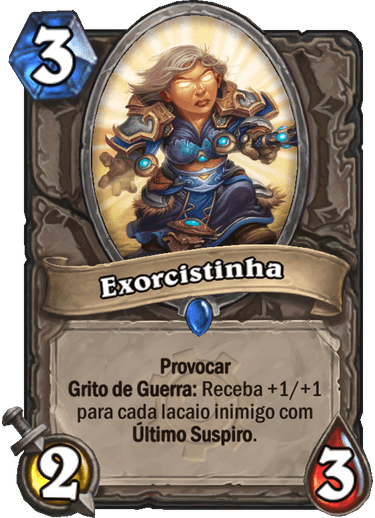 3
Exorcistinha
Provocar
Grito de Guerra: Receba +1/+1
para cada lacaio inimigo com
Último Suspiro.
2
3